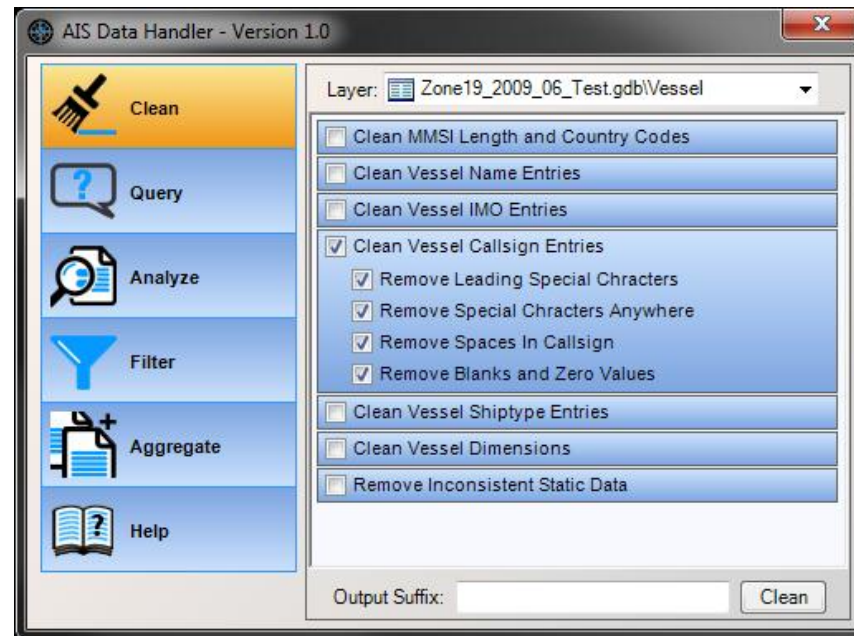 AIS Data Handler - Version 1.0
Clean
Query
Analyze
Filter
Aggregate
Help
Layer: Zone19_2009_06_Test.gdb\Vessel
Clean MMSI Length and Country Codes
Clean Vessel Name Entries
Clean Vessel IMO Entries
Clean Vessel Callsign Entries
Remove Leading Special Chracters
Remove Special Chracters Anywhere
Remove Spaces In Callsign
Remove Blanks and Zero Values
Clean Vessel Shiptype Entries
Clean Vessel Dimensions
Remove Inconsistent Static Data
Output Suffix: Clean